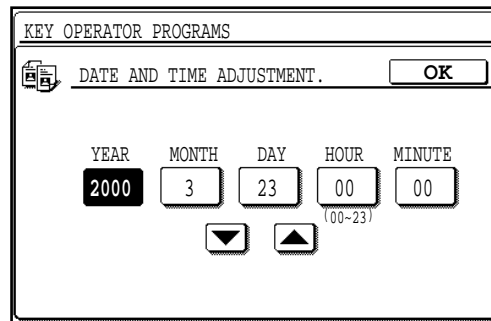 KEY OPERATOR PROGRAMS
DATE AND TIME ADJUSTMENT. OK
YEAR MONTH DAY HOUR MINUTE
2000 3 23 00 00
(00~23)